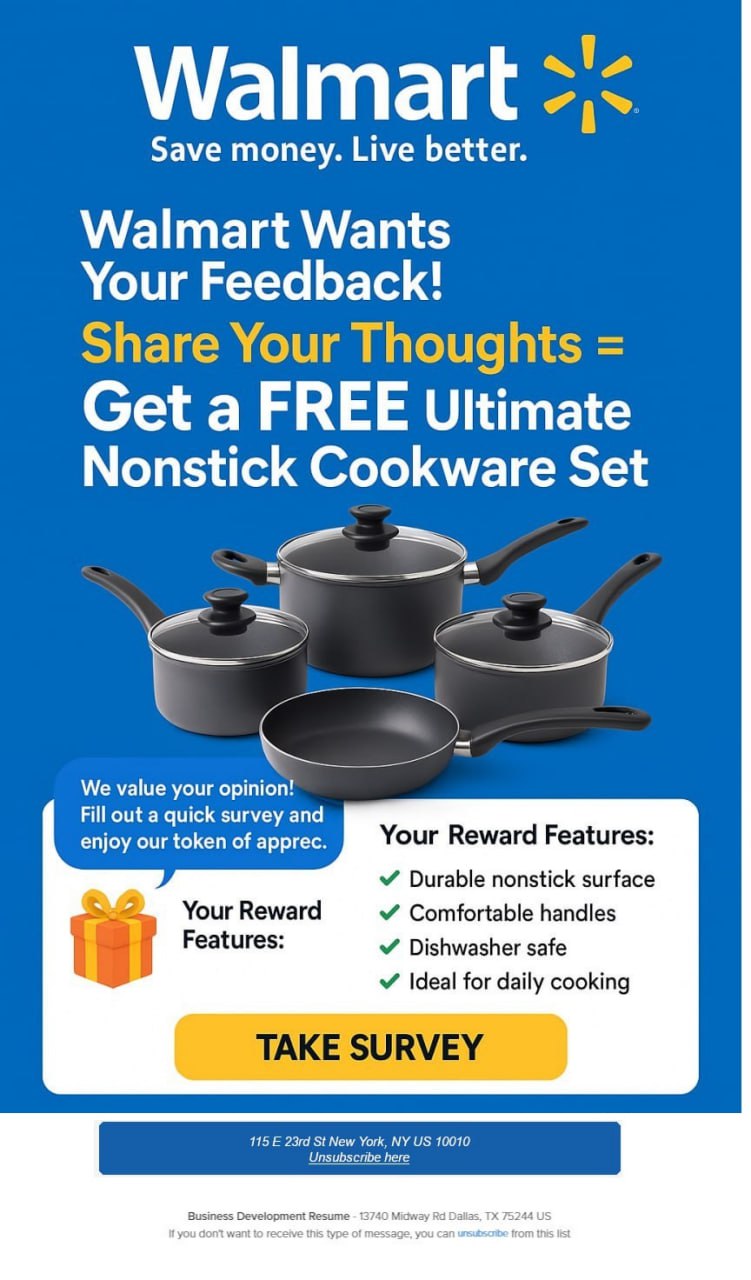 Walmart
Save money. Live better.
Walmart Wants
Your Feedback!
Share Your Thoughts =
Get a FREE Ultimate
Nonstick Cookware Set
We value your opinion!
Fill out a quick survey and
enjoy our token of apprec.
Your Reward
Features:
Your Reward Features:
Durable nonstick surface
Comfortable handles
Dishwasher safe
Ideal for daily cooking
TAKE SURVEY
115 E 23rd St New York, NY US 10010
Unsubscribe here
Business Development Resume - 13740 Midway Rd Dallas, TX 75244 US
If you don't want to receive this type of message, you can unsubscribe from this list